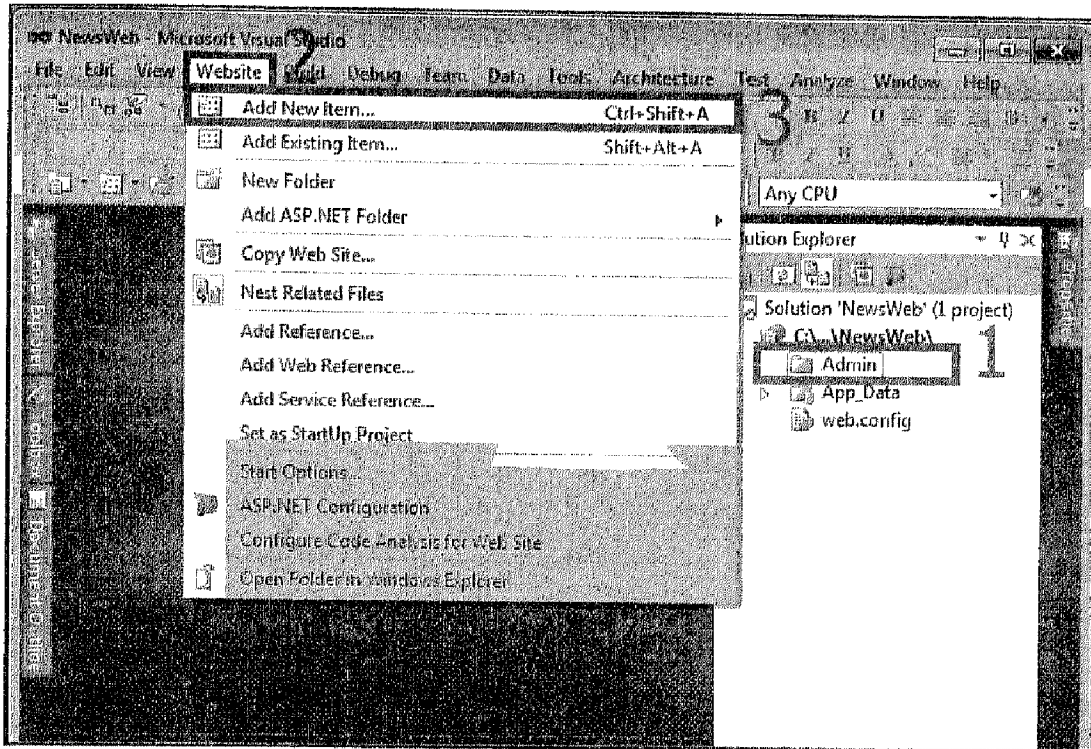 NewsWeb - Microsoft Visual Studio
2
File Edit View Website Build Debug Team Data Tools Architecture Test Analyze Window Help
Add New Item... Ctrl+Shift+A
3
Add Existing Item... Shift+Alt+A
New Folder
Any CPU
Add ASP.NET Folder
Copy Web Site...
Nest Related Files
Add Reference...
Add Web Reference...
Add Service Reference...
Set as StartUp Project
Start Options...
ASP.NET Configuration
Configure Code Analysis for Web Site
Open Folder in Windows Explorer
ution Explorer
Solution 'NewsWeb' (1 project)
C:\...\NewsWeb\
Admin
1
App_Data
web.config